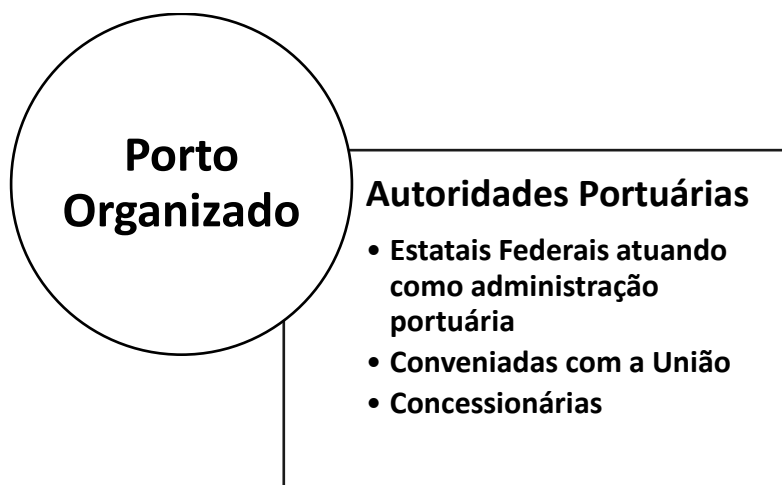 Porto
Organizado
Autoridades Portuárias
• Estatais Federais atuando
como administração
portuária
• Conveniadas com a União
• Concessionárias